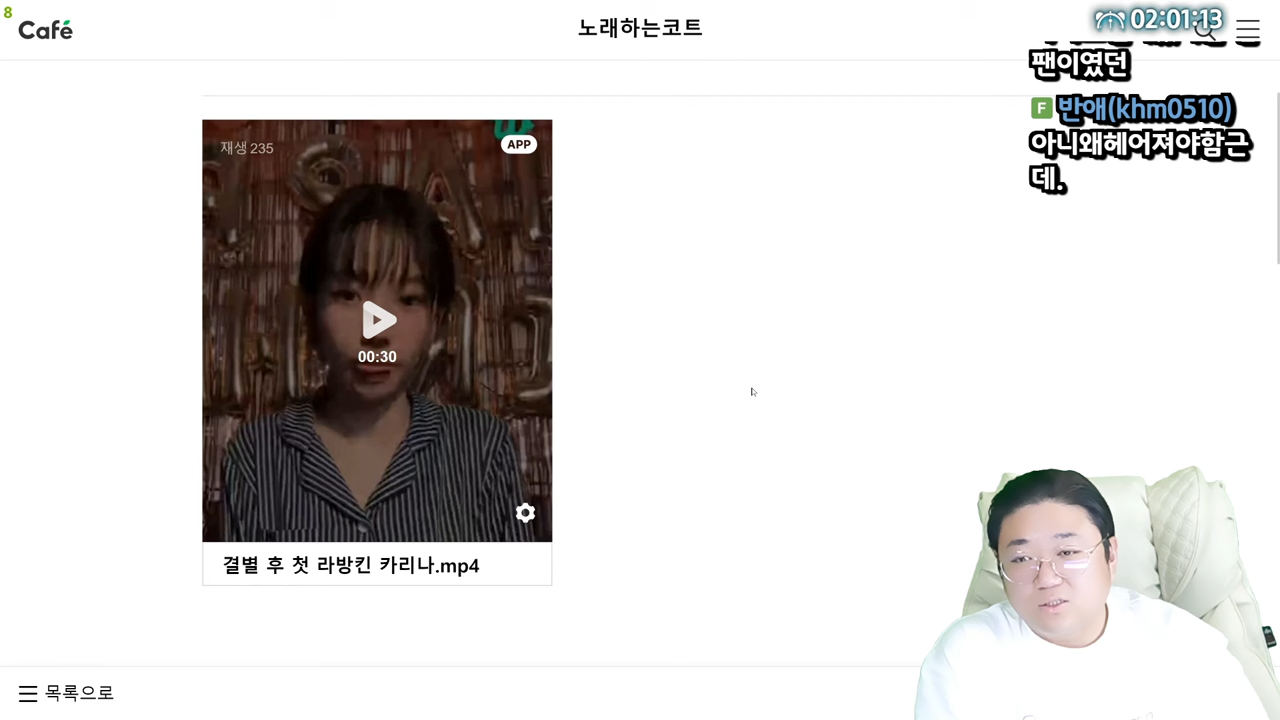 8
Café
노래하는코트
02:01:13
팬이였던
F 반애(khm0510)
아니왜헤어져야함근
데.
재생 235
APP
00:30
결별 후 첫 라방킨 카리나.mp4
목록으로